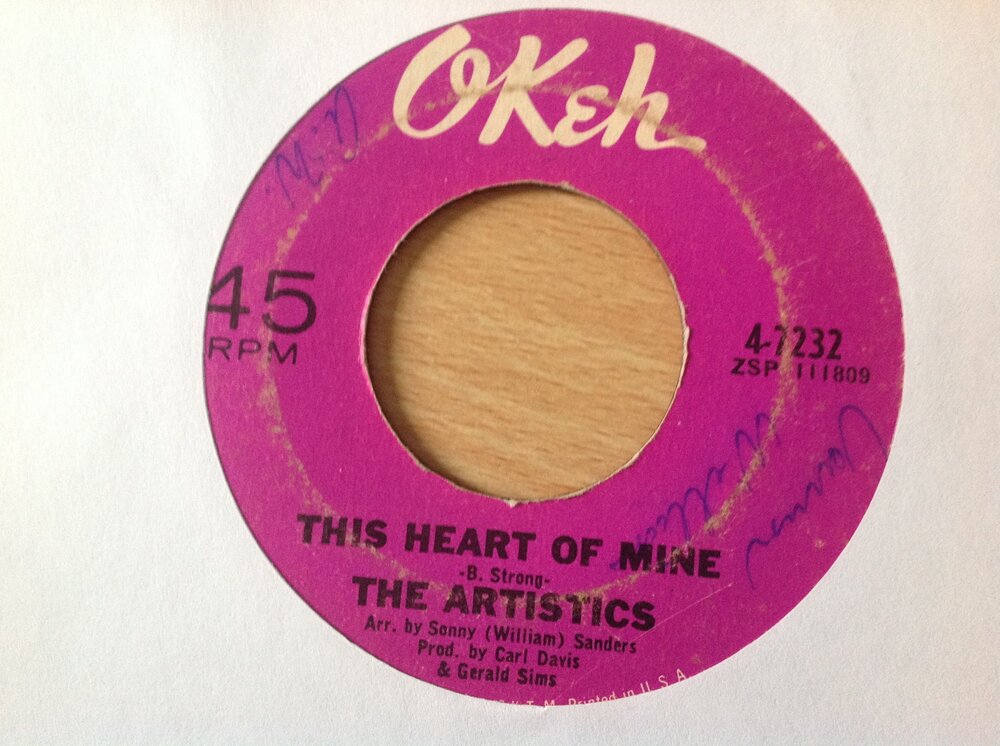 OKeh
45
RPM
4-7232
ZSP 111809
THIS HEART OF MINE
-B. Strong-
THE ARTISTICS
Arr. by Sonny (William) Sanders
Prod. by Carl Davis
& Gerald Sims
T. M. Printed in U. S. A.